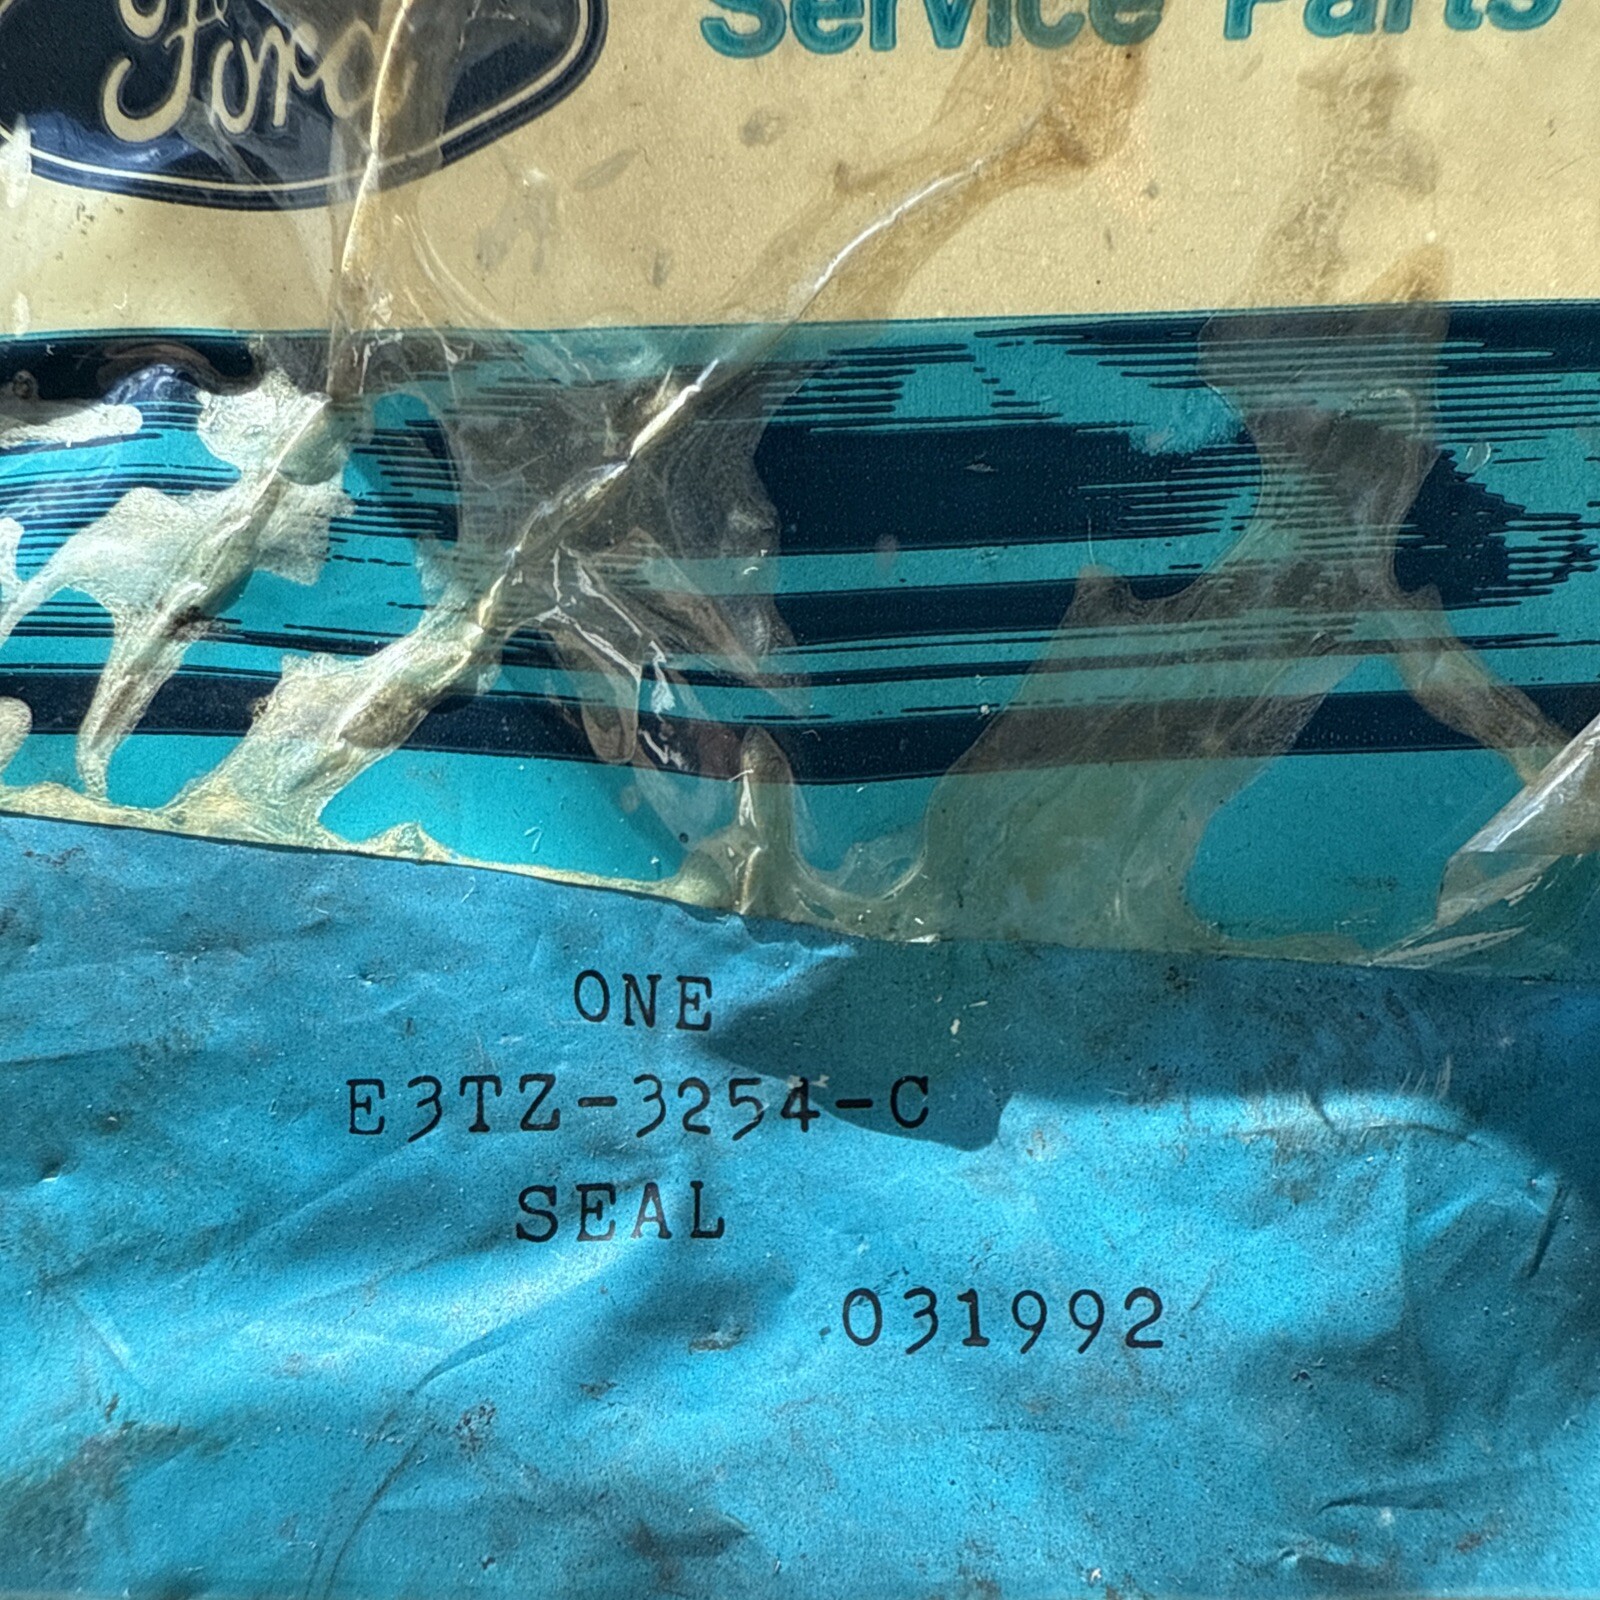 Ford
Service Parts
ONE
E3TZ-3254-C
SEAL
031992